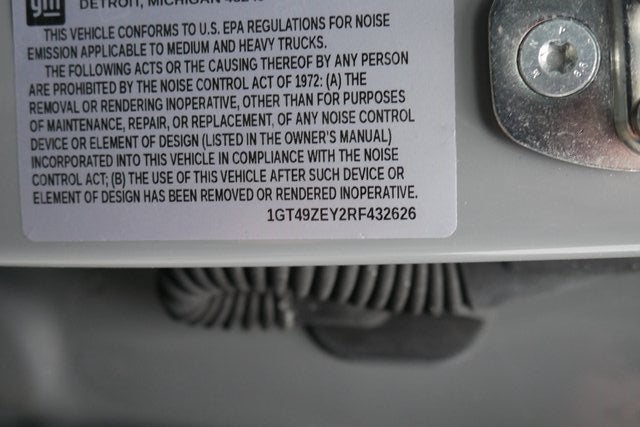 gm
DETROIT, MICHIGAN
THIS VEHICLE CONFORMS TO U.S. EPA REGULATIONS FOR NOISE
EMISSION APPLICABLE TO MEDIUM AND HEAVY TRUCKS.
THE FOLLOWING ACTS OR THE CAUSING THEREOF BY ANY PERSON
ARE PROHIBITED BY THE NOISE CONTROL ACT OF 1972: (A) THE
REMOVAL OR RENDERING INOPERATIVE, OTHER THAN FOR PURPOSES
OF MAINTENANCE, REPAIR, OR REPLACEMENT, OF ANY NOISE CONTROL
DEVICE OR ELEMENT OF DESIGN (LISTED IN THE OWNER'S MANUAL)
INCORPORATED INTO THIS VEHICLE IN COMPLIANCE WITH THE NOISE
CONTROL ACT; (B) THE USE OF THIS VEHICLE AFTER SUCH DEVICE OR
ELEMENT OF DESIGN HAS BEEN REMOVED OR RENDERED INOPERATIVE.
1GT49ZEY2RF432626